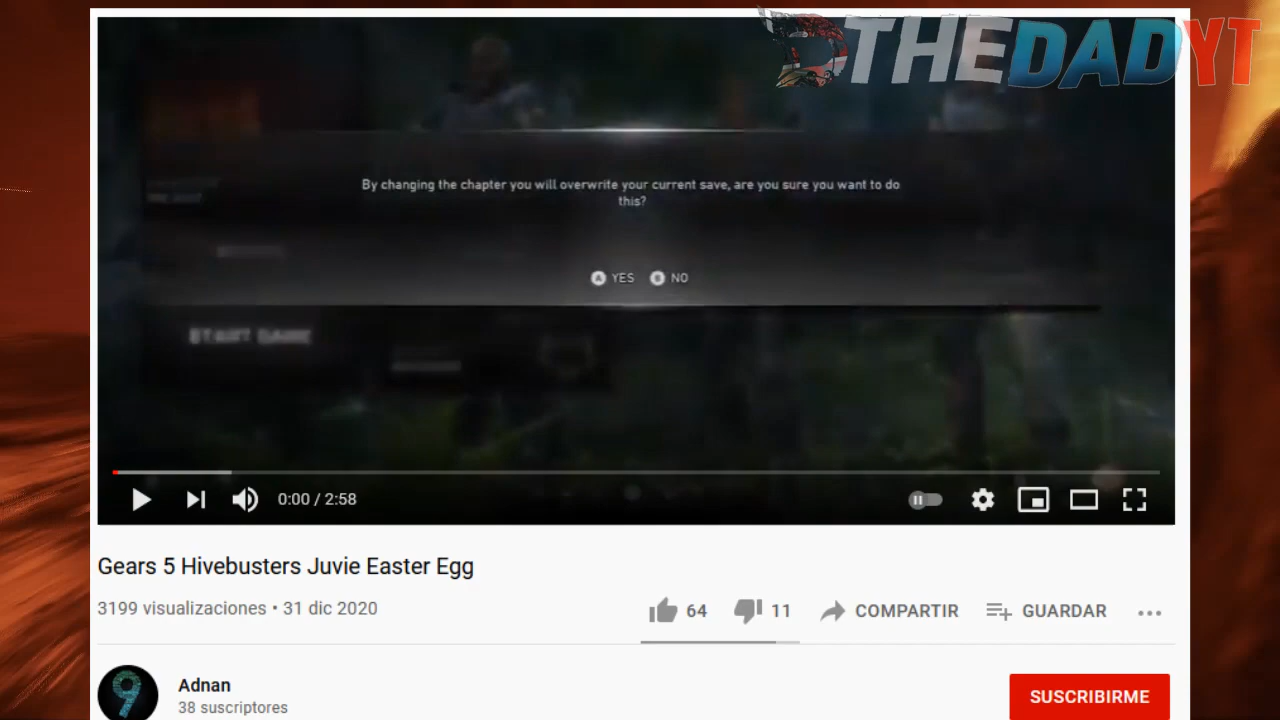 THEDADYT
By changing the chapter you will overwrite your current save, are you sure you want to do
this?
A YES B NO
START GAME
0:00 / 2:58
Gears 5 Hivebusters Juvie Easter Egg
3199 visualizaciones • 31 dic 2020
64 11 COMPARTIR GUARDAR
Adnan
38 suscriptores
SUSCRIBIRME